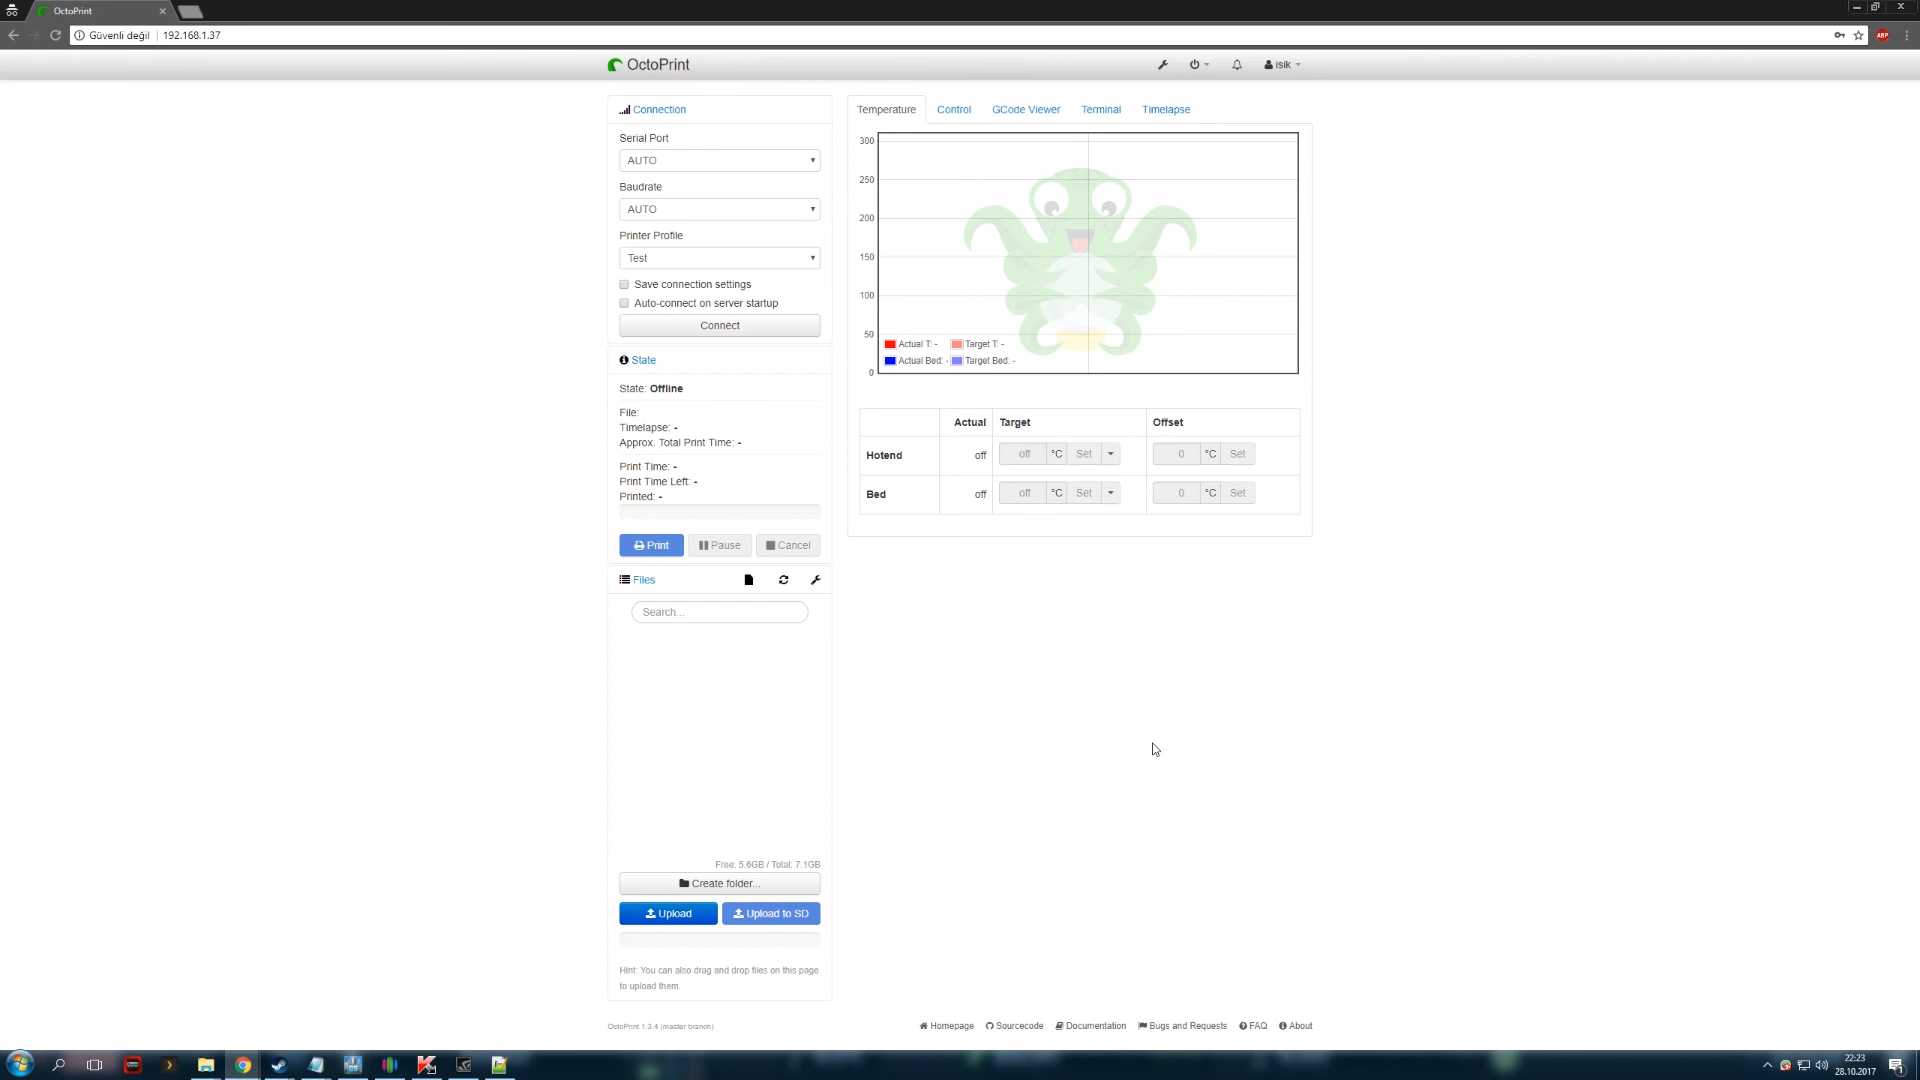 OctoPrint
Güvenli değil 192.168.1.37
ABP
OctoPrint
isik
Connection
Serial Port
AUTO
Baudrate
AUTO
Printer Profile
Test
Save connection settings
Auto-connect on server startup
Connect
State
State: Offline
File:
Timelapse: -
Approx. Total Print Time: -
Print Time: -
Print Time Left: -
Printed: -
Print Pause Cancel
Files
Search...
Free: 5.6GB / Total: 7.1GB
Create folder...
Upload Upload to SD
Hint: You can also drag and drop files on this page
to upload them.
Temperature Control GCode Viewer Terminal Timelapse
300
250
200
150
100
50
0
Actual T: - Target T: -
Actual Bed: - Target Bed: -
Actual Target Offset
Hotend off off °C Set 0 °C Set
Bed off off °C Set 0 °C Set
OctoPrint 1.3.4 (master branch)
Homepage Sourcecode Documentation Bugs and Requests FAQ About
22:23
28.10.2017